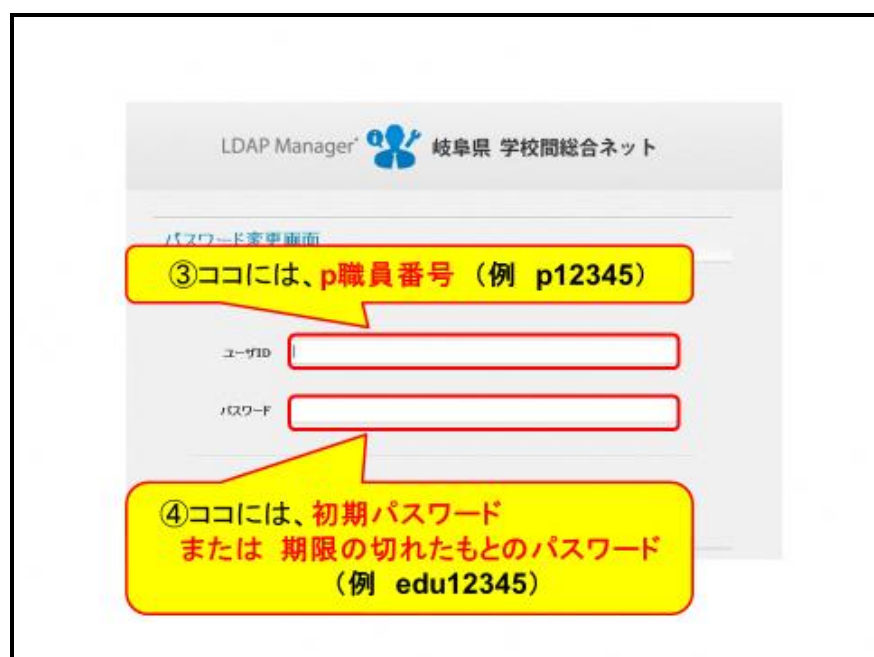 LDAP Manager 岐阜県 学校間総合ネット
パスワード変更画面
③ココには、p職員番号 (例 p12345)
ユーザID
パスワード
④ココには、初期パスワード
または 期限の切れたもとのパスワード
(例 edu12345)